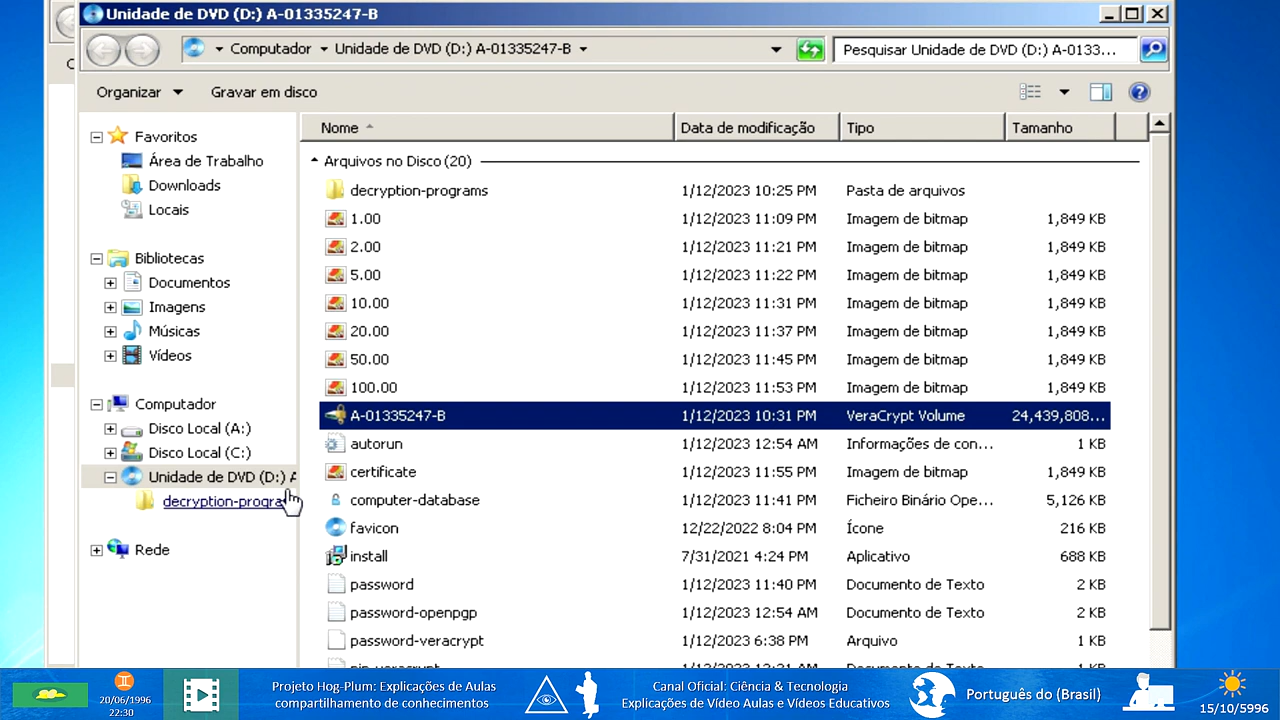 Unidade de DVD (D:) A-01335247-B
Computador Unidade de DVD (D:) A-01335247-B
Pesquisar Unidade de DVD (D:) A-0133...
Organizar Gravar em disco
Favoritos
Área de Trabalho
Downloads
Locais
Bibliotecas
Documentos
Imagens
Músicas
Vídeos
Computador
Disco Local (A:)
Disco Local (C:)
Unidade de DVD (D:) A
decryption-progra
Rede
Nome Data de modificação Tipo Tamanho
Arquivos no Disco (20)
decryption-programs 1/12/2023 10:25 PM Pasta de arquivos
1.00 1/12/2023 11:09 PM Imagem de bitmap 1,849 KB
2.00 1/12/2023 11:21 PM Imagem de bitmap 1,849 KB
5.00 1/12/2023 11:22 PM Imagem de bitmap 1,849 KB
10.00 1/12/2023 11:31 PM Imagem de bitmap 1,849 KB
20.00 1/12/2023 11:37 PM Imagem de bitmap 1,849 KB
50.00 1/12/2023 11:45 PM Imagem de bitmap 1,849 KB
100.00 1/12/2023 11:53 PM Imagem de bitmap 1,849 KB
A-01335247-B 1/12/2023 10:31 PM VeraCrypt Volume 24,439,808...
autorun 1/12/2023 12:54 AM Informações de con... 1 KB
certificate 1/12/2023 11:55 PM Imagem de bitmap 1,849 KB
computer-database 1/12/2023 11:41 PM Ficheiro Binário Ope... 5,126 KB
favicon 12/22/2022 8:04 PM Ícone 216 KB
install 7/31/2021 4:24 PM Aplicativo 688 KB
password 1/12/2023 11:40 PM Documento de Texto 2 KB
password-openpgp 1/12/2023 12:54 AM Documento de Texto 2 KB
password-veracrypt 1/12/2023 6:38 PM Arquivo 1 KB
20/06/1996
22:30
Projeto Hog-Plum: Explicações de Aulas
compartilhamento de conhecimentos
Canal Oficial: Ciência & Tecnologia
Explicações de Vídeo Aulas e Vídeos Educativos
Português do (Brasil)
15/10/5996